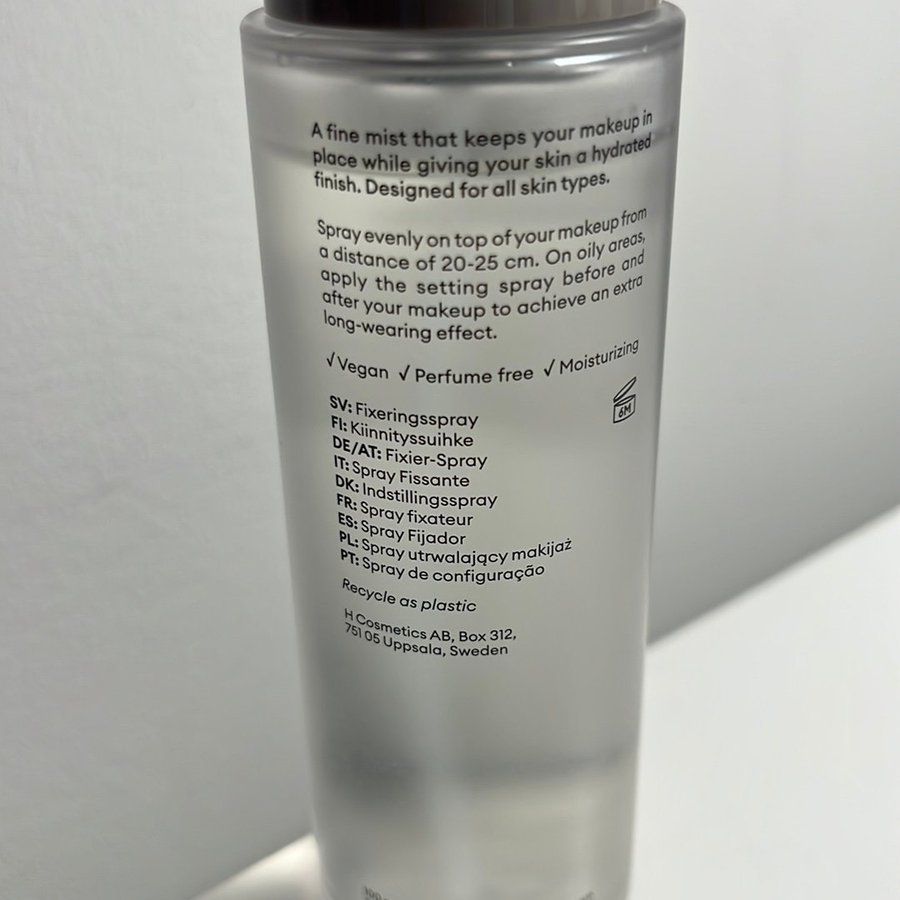 A fine mist that keeps your makeup in
place while giving your skin a hydrated
finish. Designed for all skin types.
Spray evenly on top of your makeup from
a distance of 20-25 cm. On oily areas,
apply the setting spray before and
after your makeup to achieve an extra
long-wearing effect.
√ Vegan √ Perfume free √ Moisturizing
6M
SV: Fixeringsspray
FI: Kiinnityssuihke
DE/AT: Fixier-Spray
IT: Spray Fissante
DK: Indstillingsspray
FR: Spray fixateur
ES: Spray Fijador
PL: Spray utrwalający makijaż
PT: Spray de configuração
Recycle as plastic
H Cosmetics AB, Box 312,
751 05 Uppsala, Sweden